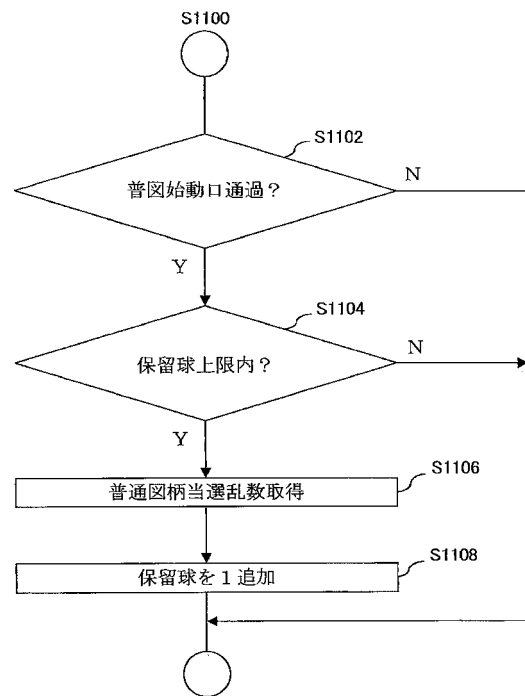 S1100
S1102
普図始動口通過？
N
Y
S1104
保留球上限内？
N
Y
S1106
普通図柄当選乱数取得
S1108
保留球を１追加